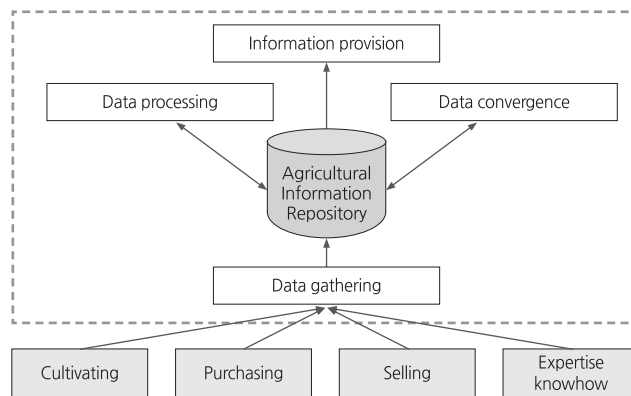 Information provision
Data processing
Data convergence
Agricultural
Information
Repository
Data gathering
Cultivating
Purchasing
Selling
Expertise
knowhow